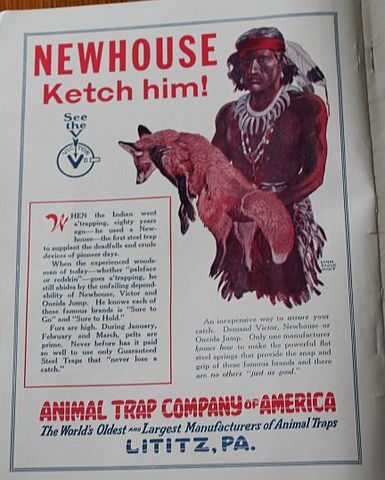 NEWHOUSE
Ketch him!
See
the
V
VICTOR
V
WHEN the Indian went
a'trapping, eighty years
ago—he used a New-
house—the first steel trap
to supplant the deadfalls and crude
devices of pioneer days.
When the experienced woods-
man of today—whether "paleface
or redskin"—goes a'trapping, he
still abides by the unfailing depend-
ability of Newhouse, Victor and
Oneida Jump. He knows each of
these famous brands is "Sure to
Go" and "Sure to Hold."
Furs are high. During January,
February and March, pelts are
prime. Never before has it paid
so well to use only Guaranteed
Steel Traps that "never lose a
catch."
An inexpensive way to assure your
catch. Demand Victor, Newhouse or
Oneida Jump. Only one manufacturer
knows how to make the powerful flat
steel springs that provide the snap and
grip of these famous brands and there
are no others "just as good."
ANIMAL TRAP COMPANY OF AMERICA
The World's Oldest AND Largest Manufacturers of Animal Traps
LITITZ, PA.